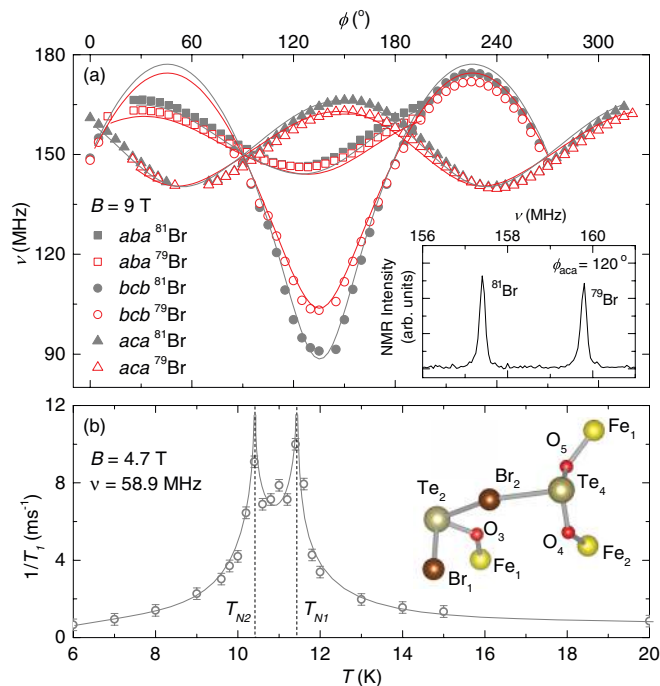 ϕ (°)
0 60 120 180 240 300
180
150
120
90
ν (MHz)
(a)
B = 9 T
aba ⁸¹Br
aba ⁷⁹Br
bcb ⁸¹Br
bcb ⁷⁹Br
aca ⁸¹Br
aca ⁷⁹Br
ν (MHz)
156 158 160
NMR Intensity
(arb. units)
ϕaca = 120°
⁸¹Br
⁷⁹Br
12
10
8
6
4
2
0
1/T₁ (ms⁻¹)
(b)
B = 4.7 T
ν = 58.9 MHz
TN2
TN1
Fe₁
O₅
Br₂
Te₄
Te₂
O₃
O₄
Fe₂
Br₁
Fe₁
6 8 10 12 14 16 18 20
T (K)